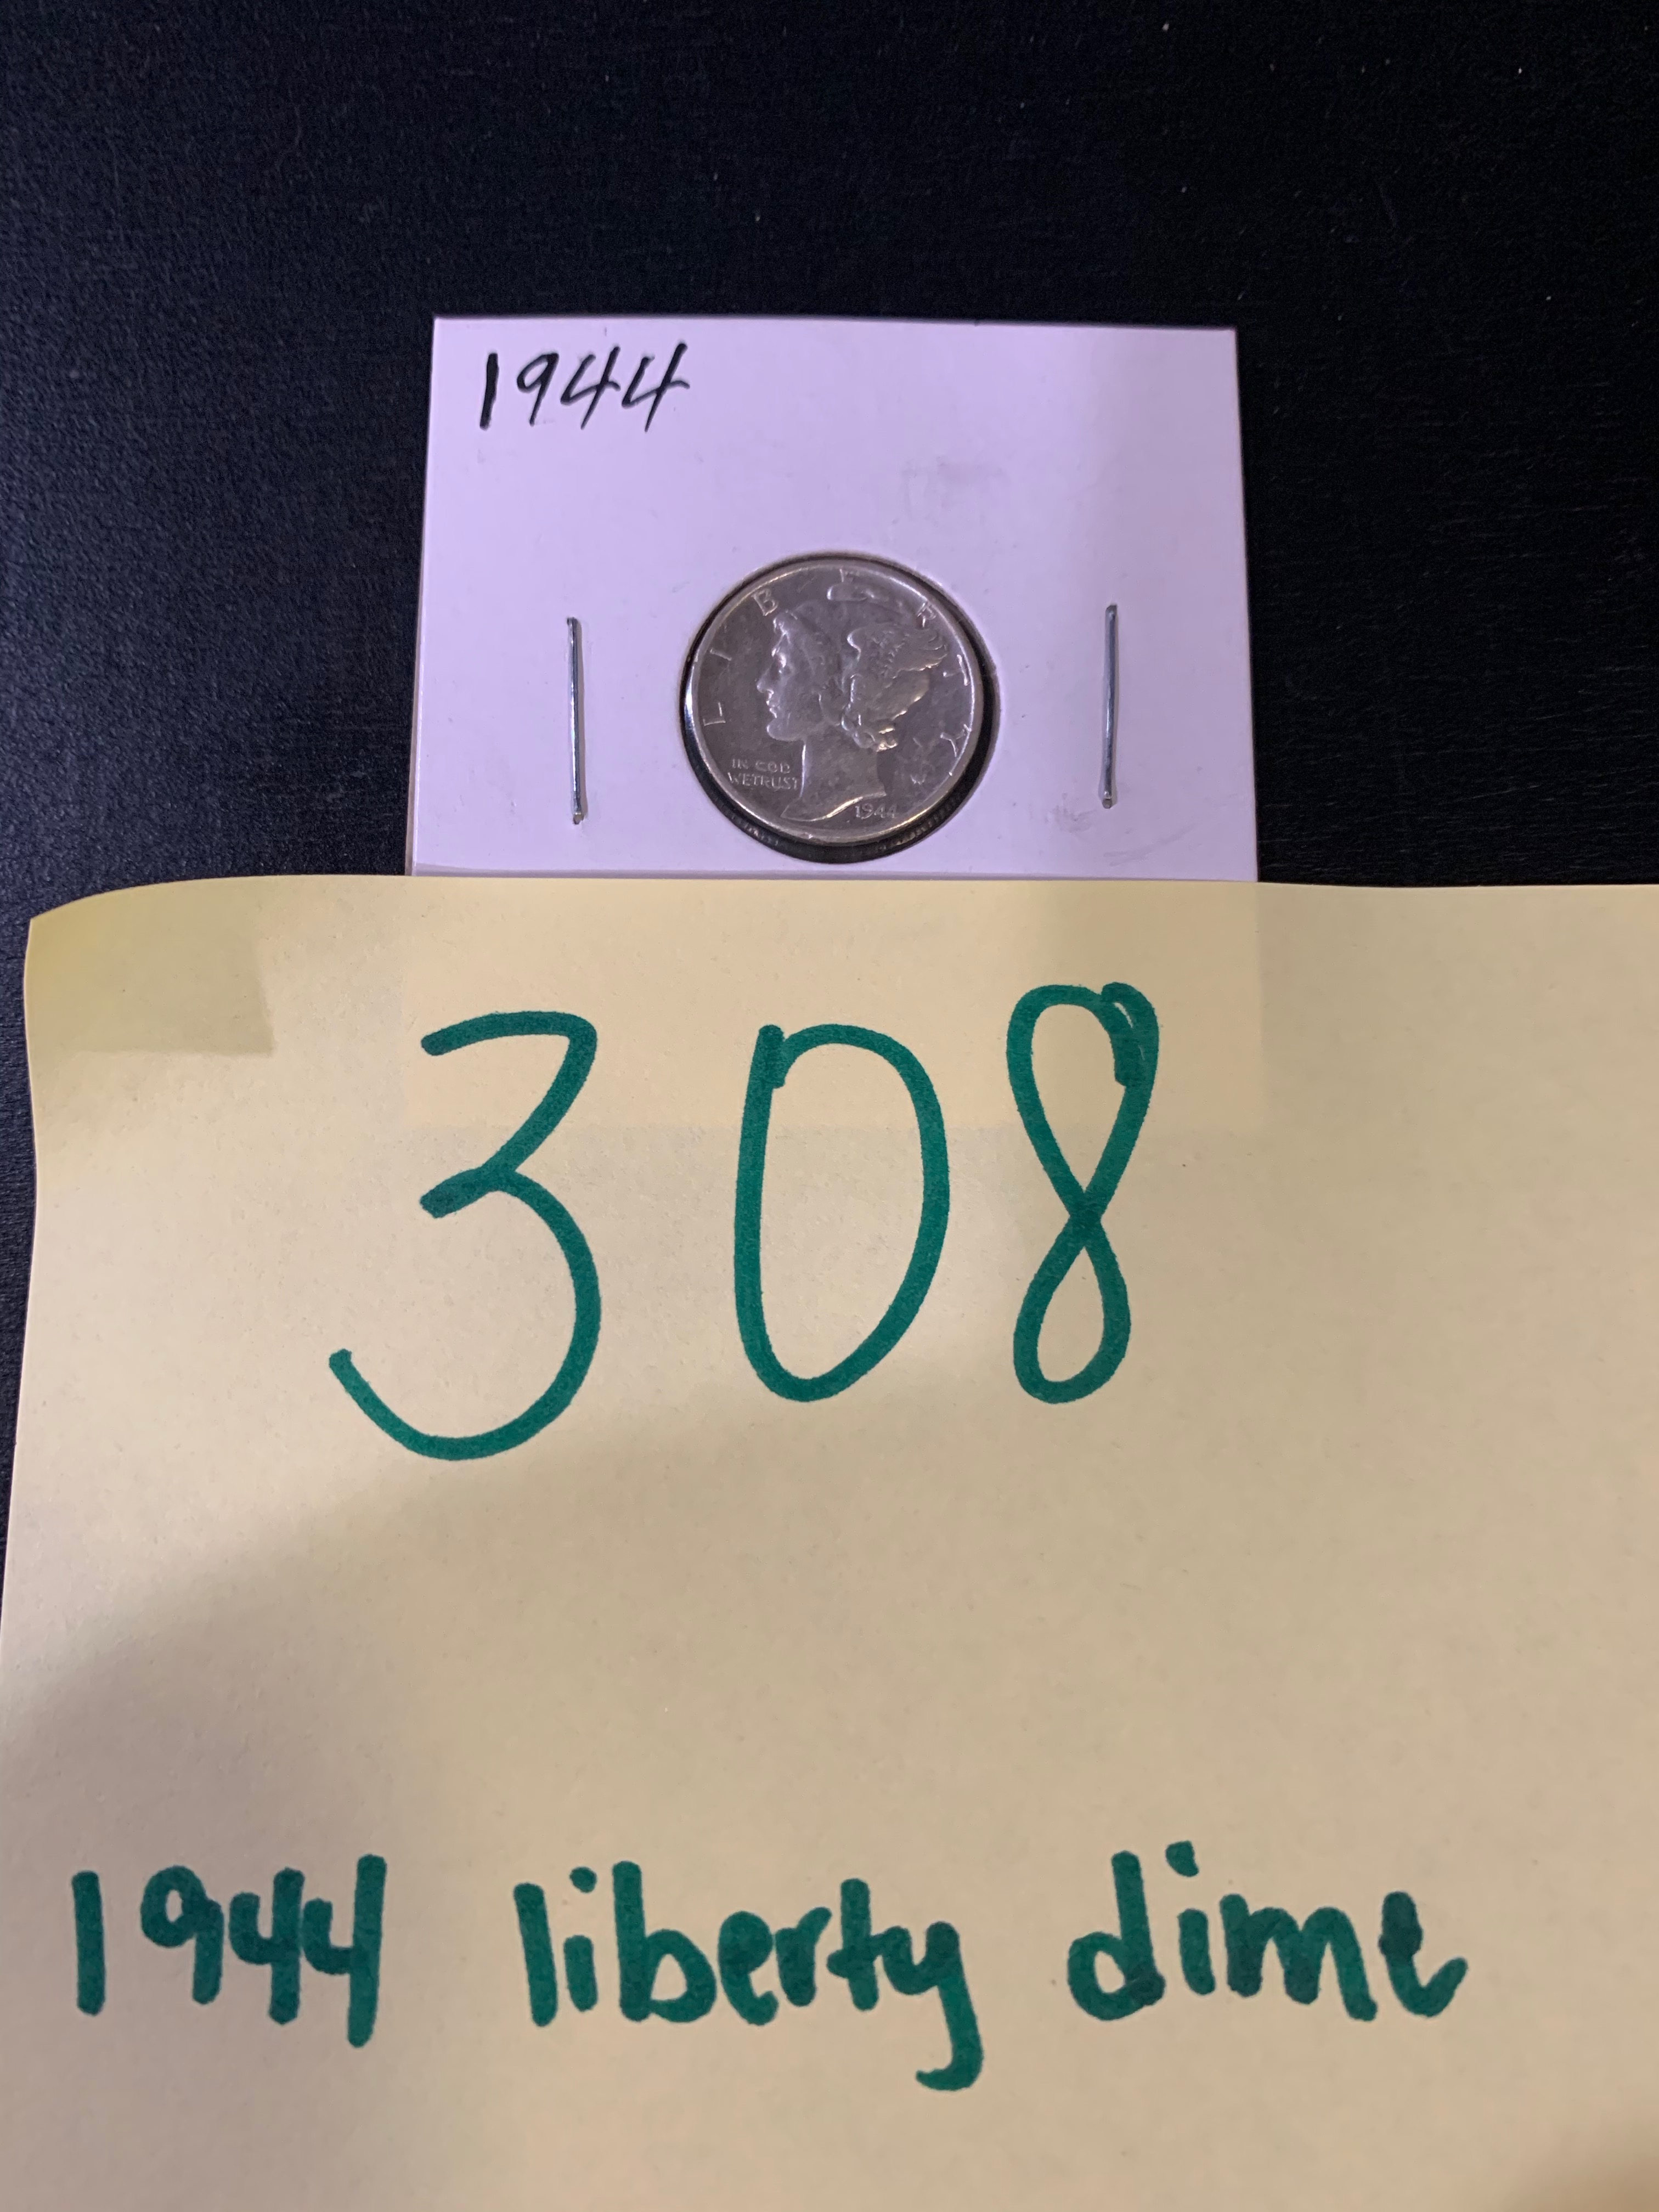 1944
LIBERTY
IN GOD
WE TRUST
1944
308
1944 liberty dime